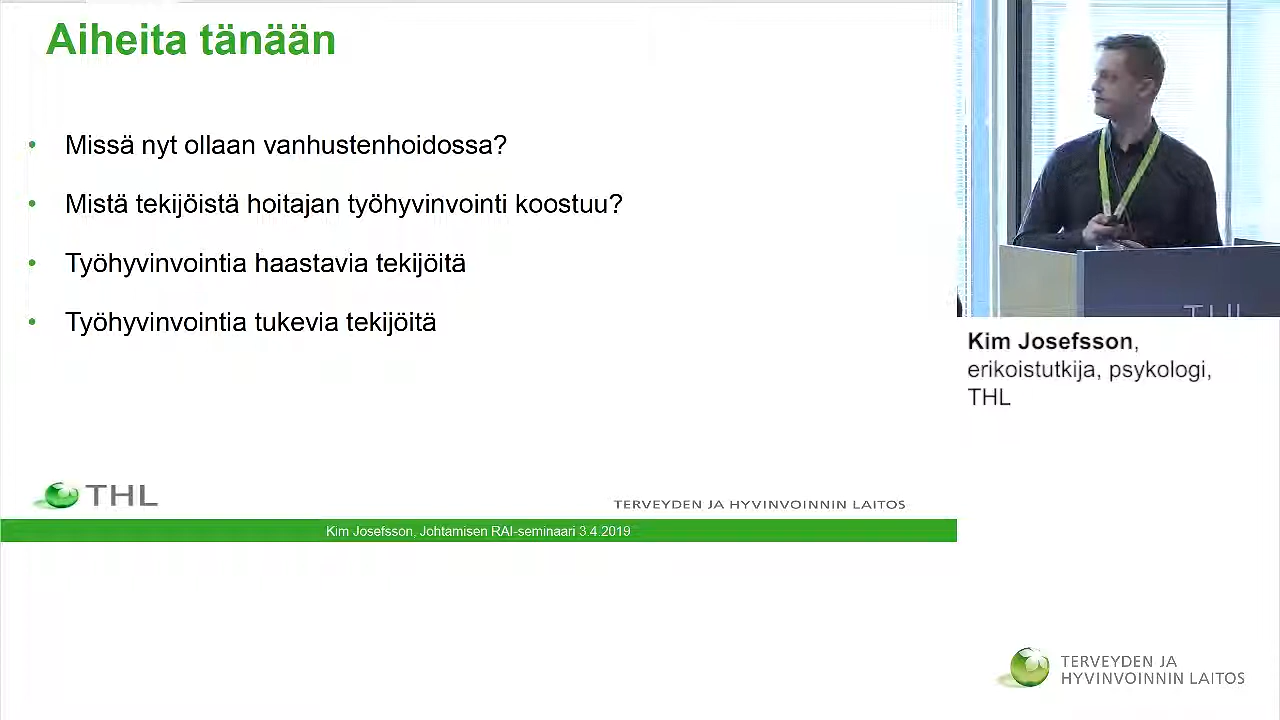 Aiheita tänään
• Missä nyt ollaan vanhustenhoidossa?
• Mistä tekijöistä hoitajan työhyvinvointi koostuu?
• Työhyvinvointia haastavia tekijöitä
• Työhyvinvointia tukevia tekijöitä
THL
TERVEYDEN JA HYVINVOINNIN LAITOS
Kim Josefsson, Johtamisen RAI-seminaari 3.4.2019
THL
Kim Josefsson,
erikoistutkija, psykologi,
THL
TERVEYDEN JA
HYVINVOINNIN LAITOS